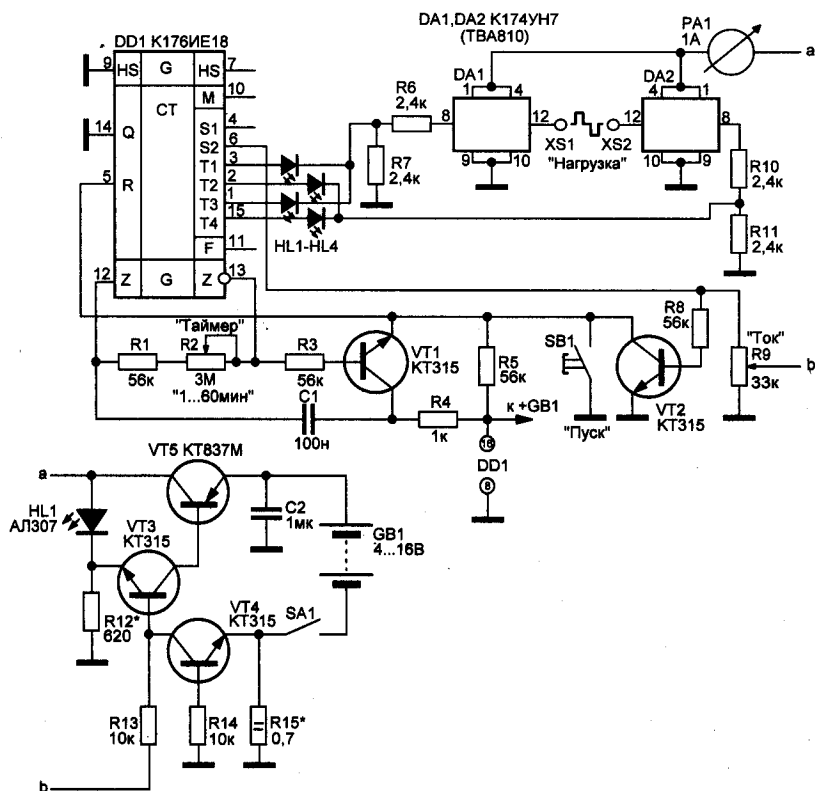 DA1,DA2 К174УН7
(TBA810)
PA1
1A
a
DD1 К176ИЕ18
9 HS G HS 7
M 10
CT
14 Q
S1 4
S2 6
T1 3
5 R
T2 2
T3 1
T4 15
F 11
12 Z G Z 13
HL1-HL4
R6
2,4к
R7
2,4к
DA1
1 4
8 12
9 10
XS1 XS2
"Нагрузка"
DA2
4 1
12 8
10 9
R10
2,4к
R11
2,4к
"Таймер"
R1
56к
R2
3М
"1...60мин"
R3
56к
C1
100н
VT1
КТ315
R4
1к
R5
56к
к +GB1
16
DD1
8
SB1
"Пуск"
VT2
КТ315
R8
56к
"Ток"
R9
33к
b
VT5 КТ837М
a
HL1
АЛ307
VT3
КТ315
C2
1мк
GB1
4...16В
R12*
620
VT4
КТ315
SA1
R13
10к
R14
10к
R15*
0,7
b